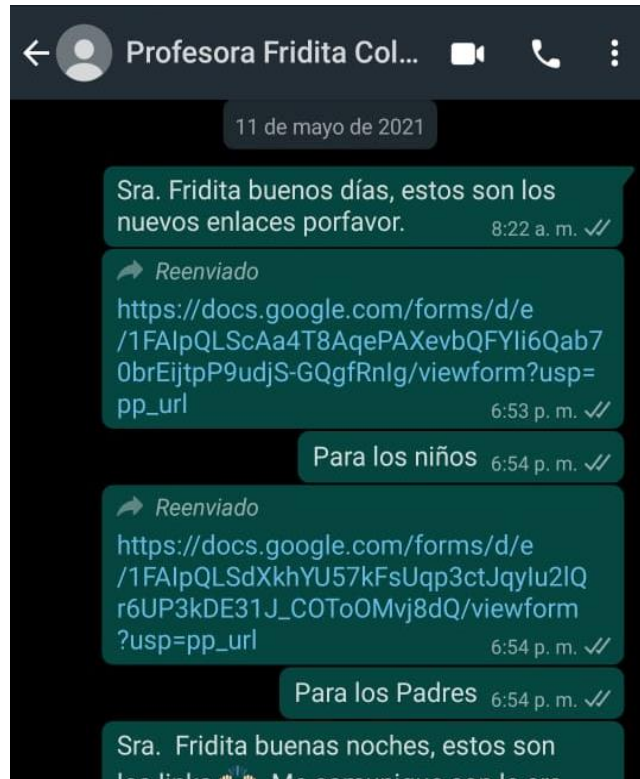 Profesora Fridita Col...
11 de mayo de 2021
Sra. Fridita buenos días, estos son los
nuevos enlaces porfavor.
8:22 a. m.
Reenviado
https://docs.google.com/forms/d/e
/1FAIpQLScAa4T8AqePAXevbQFYIi6Qab7
0brEijtpP9udjS-GQgfRnIg/viewform?usp=
pp_url
6:53 p. m.
Para los niños 6:54 p. m.
Reenviado
https://docs.google.com/forms/d/e
/1FAIpQLSdXkhYU57kFsUqp3ctJqyIu2lQ
r6UP3kDE31J_COToOMvj8dQ/viewform
?usp=pp_url
6:54 p. m.
Para los Padres 6:54 p. m.
Sra. Fridita buenas noches, estos son